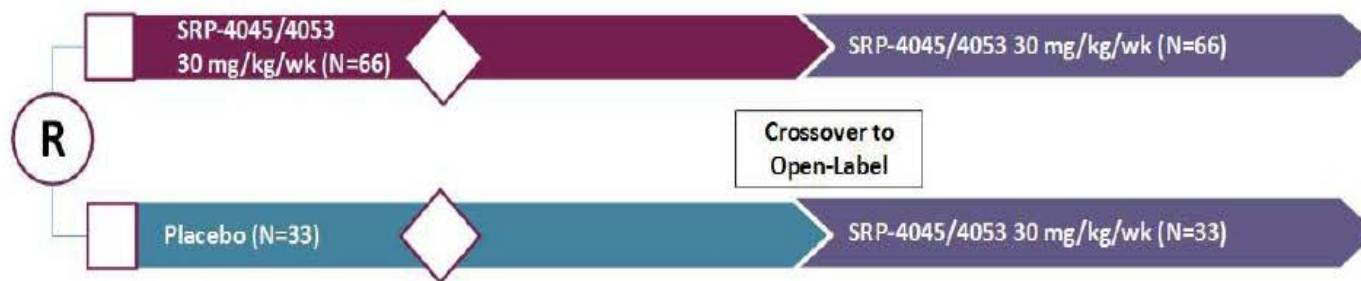 SRP-4045/4053
30 mg/kg/wk (N=66)
SRP-4045/4053 30 mg/kg/wk (N=66)
R
Crossover to
Open-Label
Placebo (N=33)
SRP-4045/4053 30 mg/kg/wk (N=33)